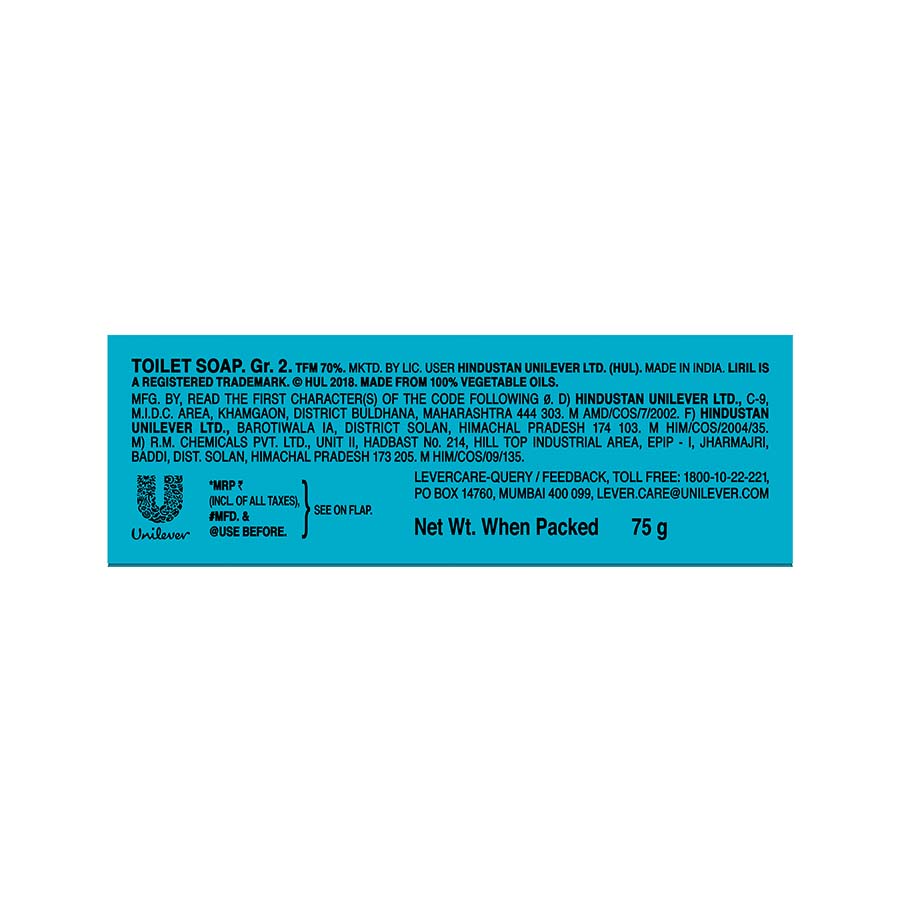 TOILET SOAP. Gr. 2. TFM 70%. MKTD. BY LIC. USER HINDUSTAN UNILEVER LTD. (HUL). MADE IN INDIA. LIRIL IS
A REGISTERED TRADEMARK. © HUL 2018. MADE FROM 100% VEGETABLE OILS.
MFG. BY, READ THE FIRST CHARACTER(S) OF THE CODE FOLLOWING Ø. D) HINDUSTAN UNILEVER LTD., C-9,
M.I.D.C. AREA, KHAMGAON, DISTRICT BULDHANA, MAHARASHTRA 444 303. M AMD/COS/7/2002. F) HINDUSTAN
UNILEVER LTD., BAROTIWALA IA, DISTRICT SOLAN, HIMACHAL PRADESH 174 103. M HIM/COS/2004/35.
M) R.M. CHEMICALS PVT. LTD., UNIT II, HADBAST No. 214, HILL TOP INDUSTRIAL AREA, EPIP - I, JHARMAJRI,
BADDI, DIST. SOLAN, HIMACHAL PRADESH 173 205. M HIM/COS/09/135.
Unilever
*MRP ₹
(INCL. OF ALL TAXES),
#MFD. &
@USE BEFORE.
SEE ON FLAP.
LEVERCARE-QUERY / FEEDBACK, TOLL FREE: 1800-10-22-221,
PO BOX 14760, MUMBAI 400 099, LEVER.CARE@UNILEVER.COM
Net Wt. When Packed 75 g